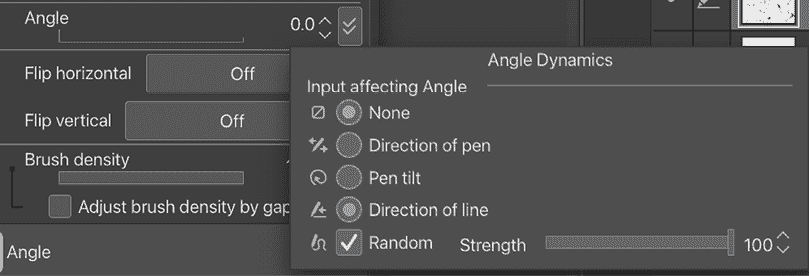 Angle 0.0
Angle Dynamics
Flip horizontal Off
Input affecting Angle
None
Flip vertical Off
Direction of pen
Brush density
Pen tilt
Adjust brush density by gap
Direction of line
Random Strength 100
Angle